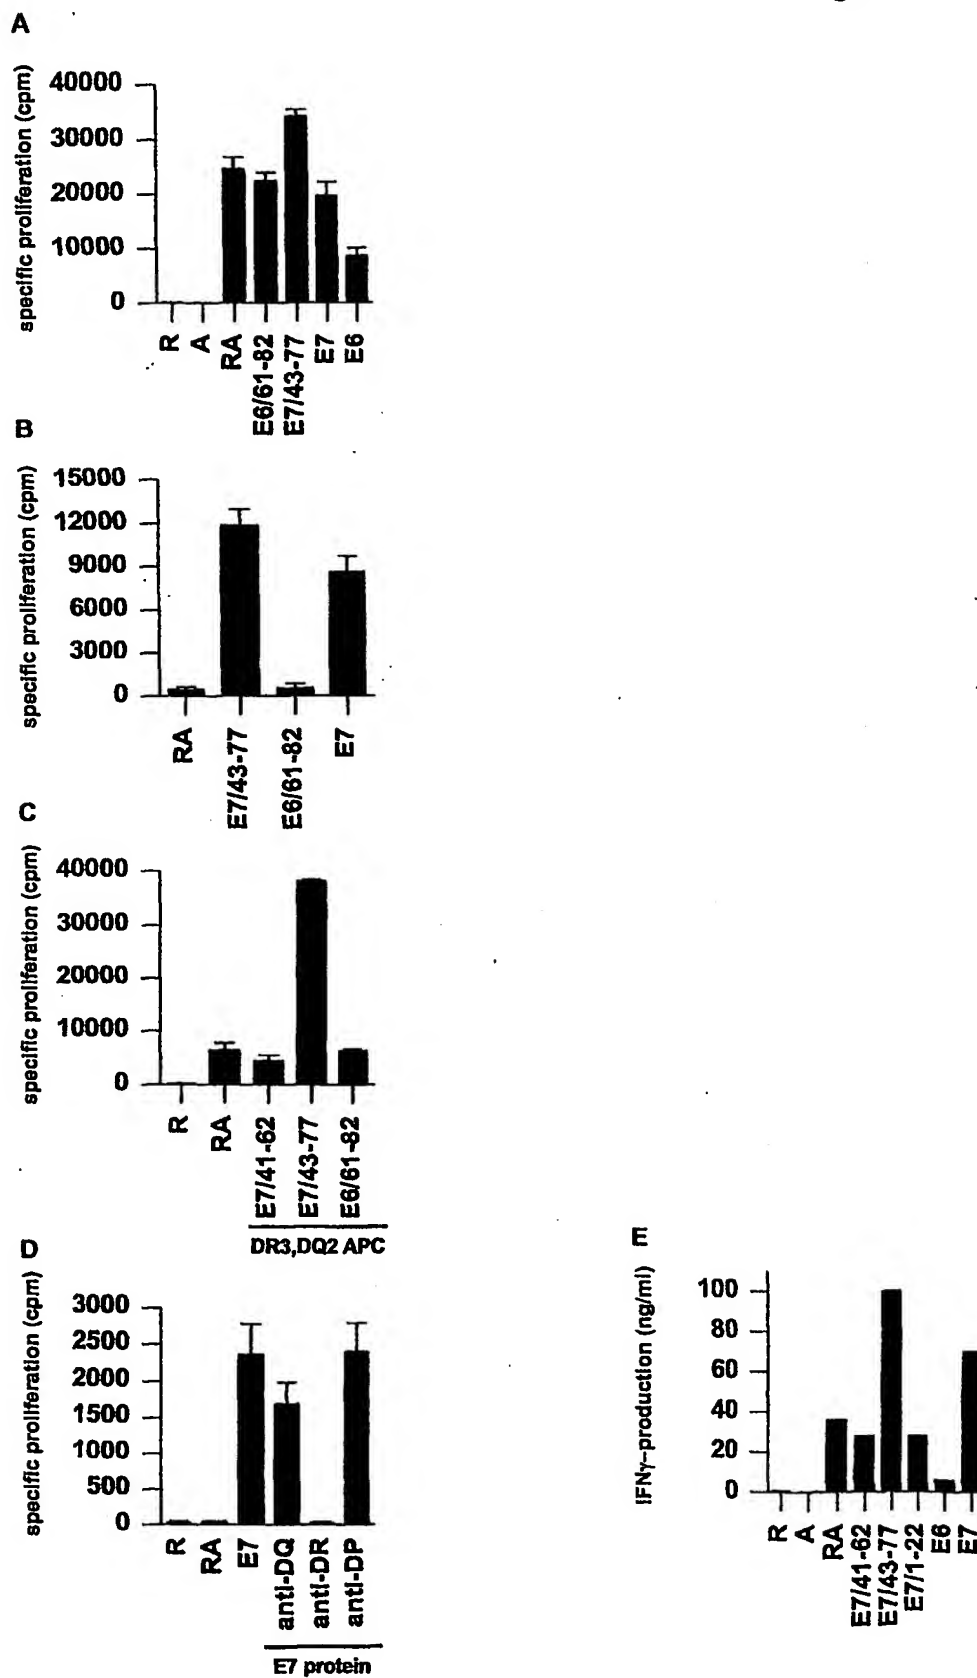 A
specific proliferation (cpm)
40000
30000
20000
10000
0
R
A
RA
E6/61-82
E7/43-77
E7
E6
B
specific proliferation (cpm)
15000
12000
9000
6000
3000
0
RA
E7/43-77
E6/61-82
E7
C
specific proliferation (cpm)
40000
30000
20000
10000
0
R
RA
E7/41-62
E7/43-77
E6/61-82
DR3,DQ2 APC
D
specific proliferation (cpm)
3000
2500
2000
1500
1000
500
0
R
RA
E7
anti-DQ
anti-DR
anti-DP
E7 protein
E
IFNγ-production (ng/ml)
100
80
60
40
20
0
R
A
RA
E7/41-62
E7/43-77
E7/1-22
E6
E7